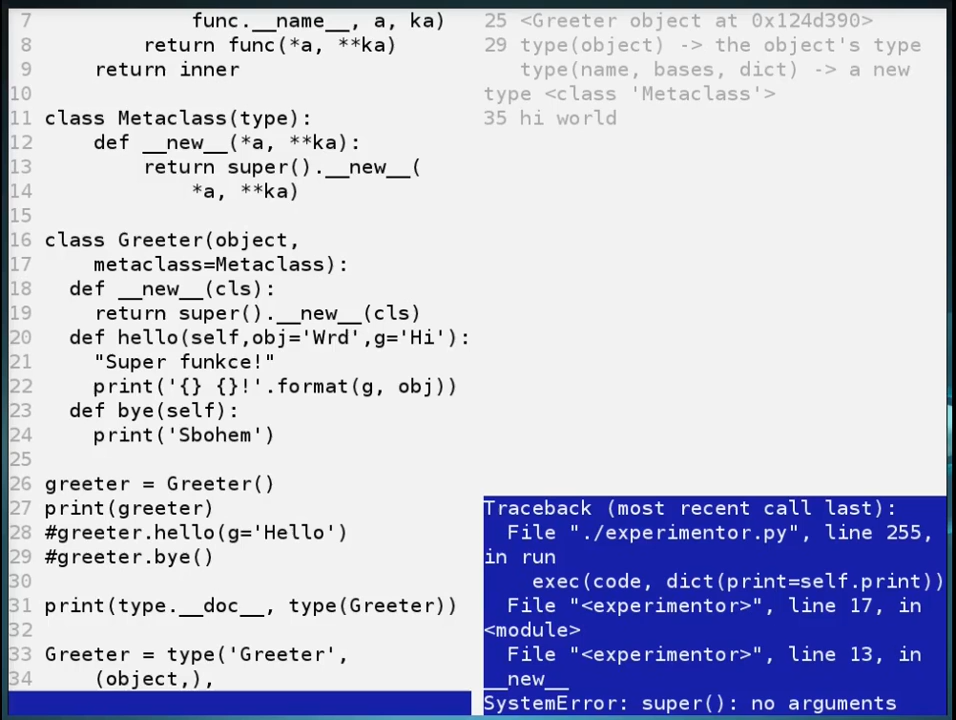 7 func.__name__, a, ka)
8 return func(*a, **ka)
9 return inner
10
11 class Metaclass(type):
12 def __new__(*a, **ka):
13 return super().__new__(
14 *a, **ka)
15
16 class Greeter(object,
17 metaclass=Metaclass):
18 def __new__(cls):
19 return super().__new__(cls)
20 def hello(self,obj='Wrd',g='Hi'):
21 "Super funkce!"
22 print('{} {}!'.format(g, obj))
23 def bye(self):
24 print('Sbohem')
25
26 greeter = Greeter()
27 print(greeter)
28 #greeter.hello(g='Hello')
29 #greeter.bye()
30
31 print(type.__doc__, type(Greeter))
32
33 Greeter = type('Greeter',
34 (object,),
25 <Greeter object at 0x124d390>
29 type(object) -> the object's type
type(name, bases, dict) -> a new
type <class 'Metaclass'>
35 hi world
Traceback (most recent call last):
File "./experimentor.py", line 255,
in run
exec(code, dict(print=self.print))
File "<experimentor>", line 17, in
<module>
File "<experimentor>", line 13, in
__new__
SystemError: super(): no arguments